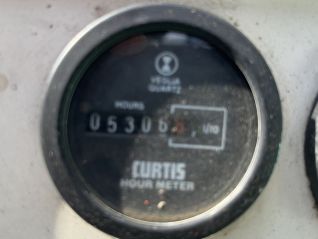 VEGLIA
QUARTZ
HOURS
05306
1/10
CURTIS
HOUR METER